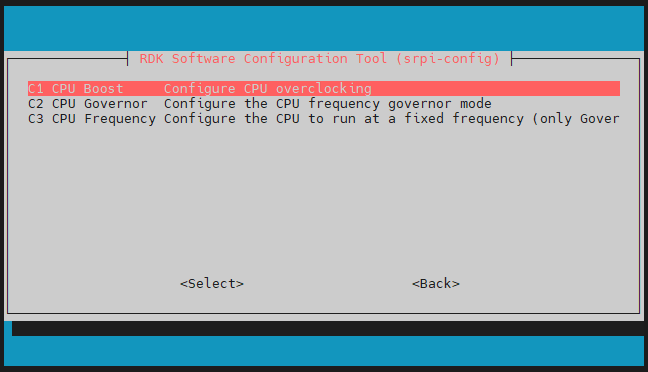 RDK Software Configuration Tool (srpi-config)
C1 CPU Boost Configure CPU overclocking
C2 CPU Governor Configure the CPU frequency governor mode
C3 CPU Frequency Configure the CPU to run at a fixed frequency (only Gover
<Select> <Back>